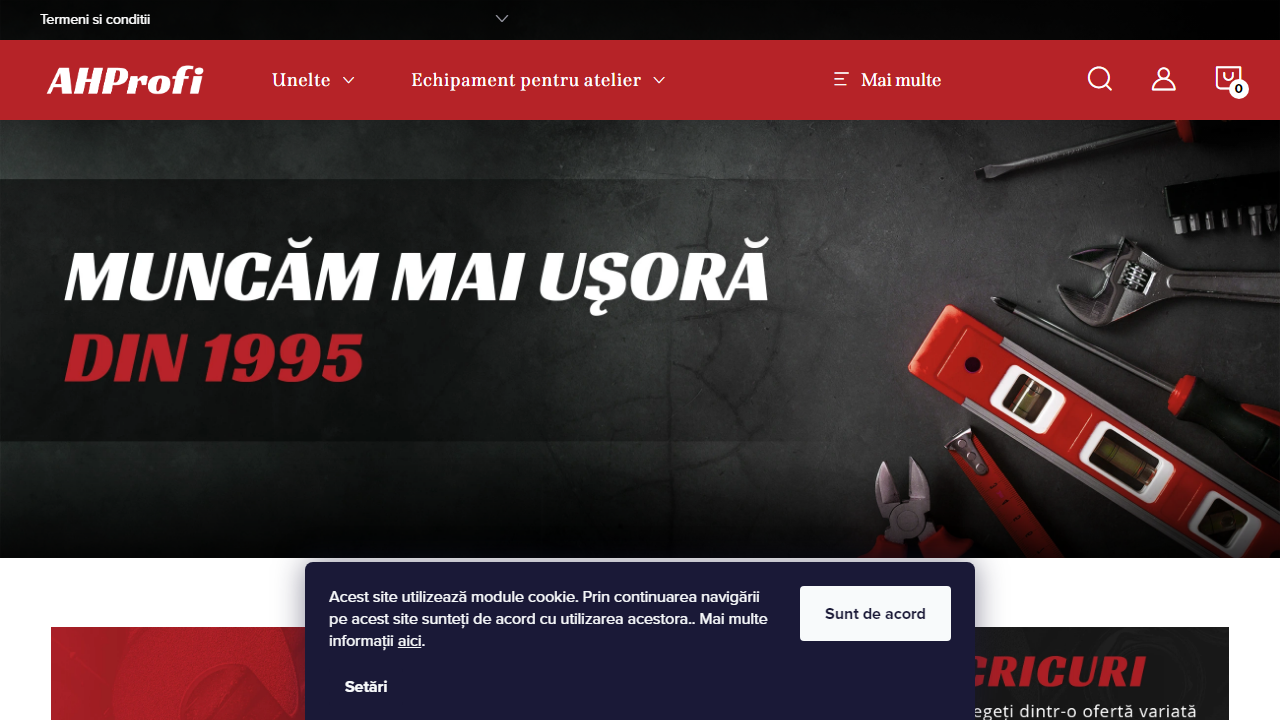 Termeni si conditii
AHProfi
Unelte
Echipament pentru atelier
Mai multe
0
MUNCĂM MAI UŞORĂ
DIN 1995
Acest site utilizează module cookie. Prin continuarea navigării
pe acest site sunteți de acord cu utilizarea acestora.. Mai multe
informații aici.
Sunt de acord
Setări
CRICURI
egeți dintr-o ofertă variată